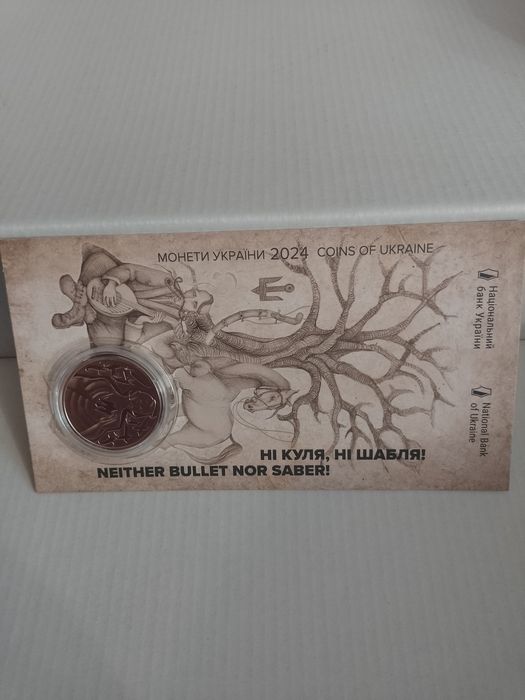 МОНЕТИ УКРАЇНИ 2024 COINS OF UKRAINE
Національний
банк України
National Bank
of Ukraine
НІ КУЛЯ, НІ ШАБЛЯ!
NEITHER BULLET NOR SABER!